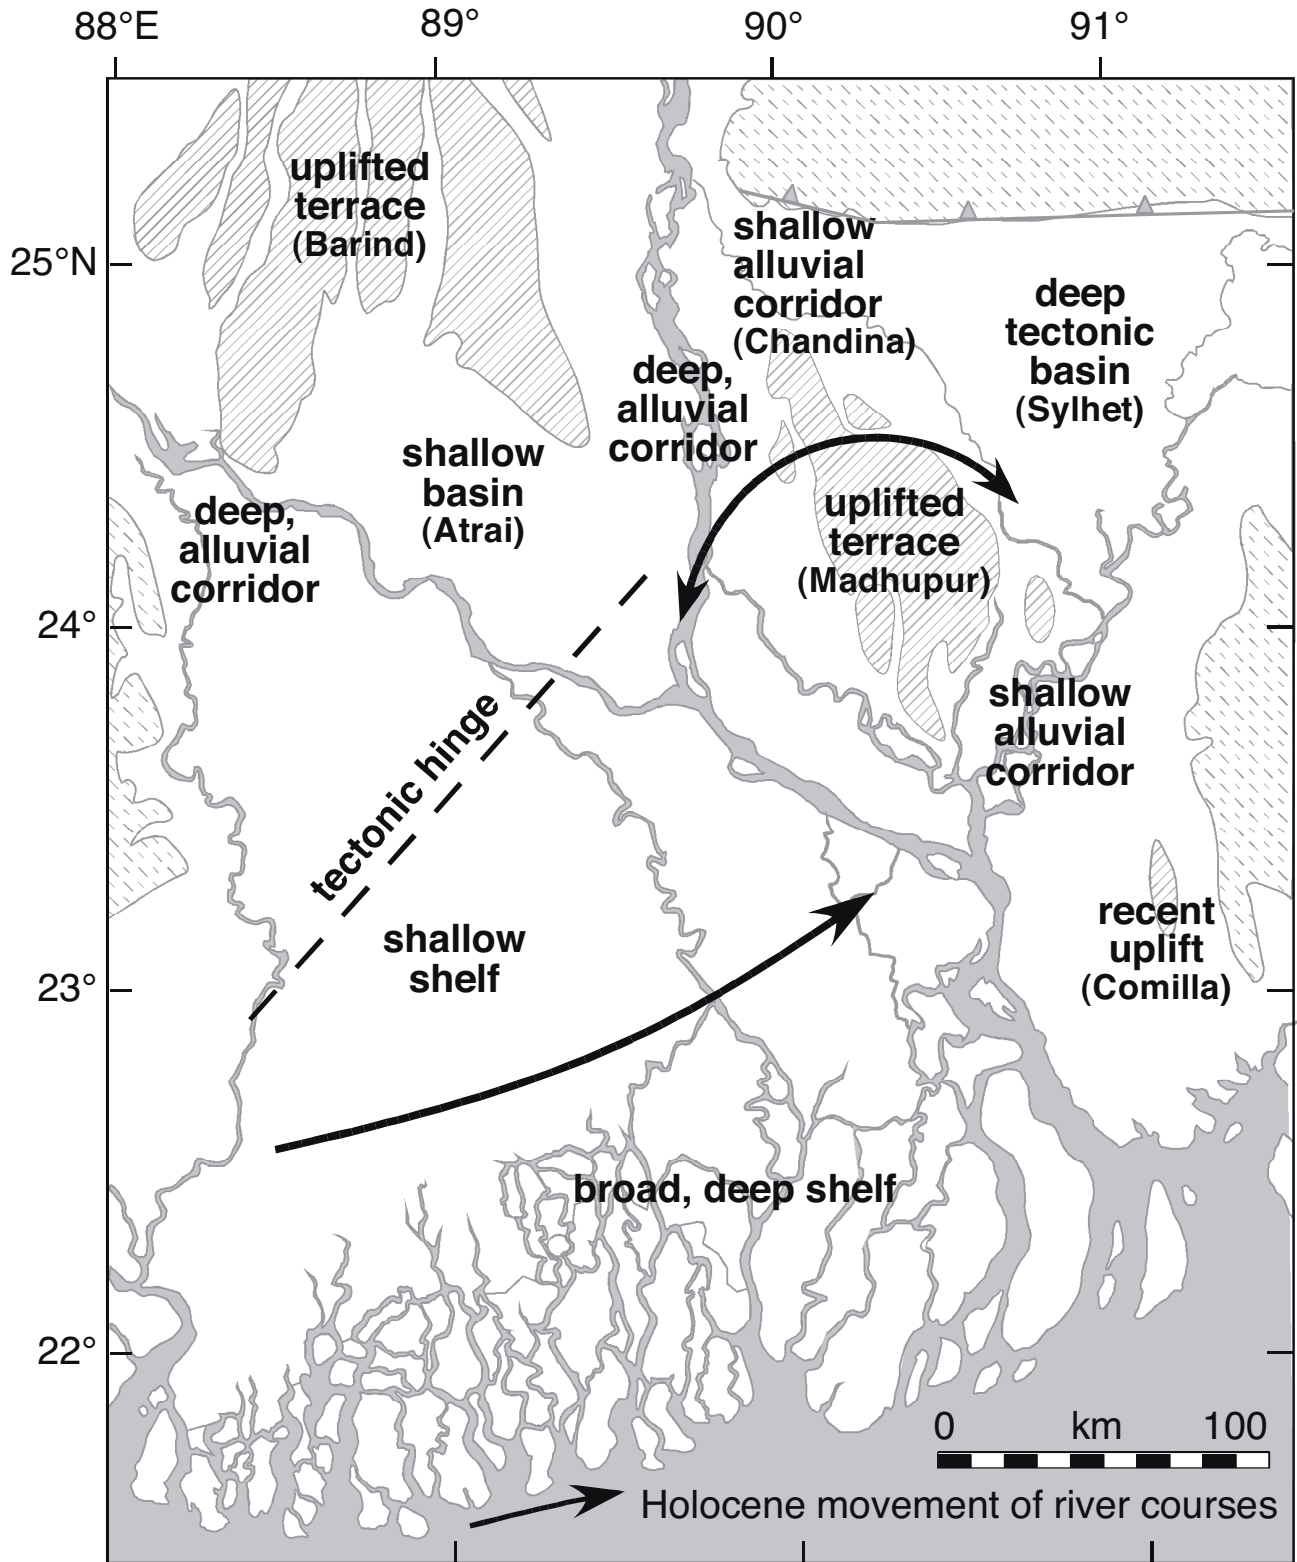 88°E 89° 90° 91°
uplifted
terrace
(Barind)
shallow
alluvial
corridor
(Chandina)
25°N
deep
tectonic
basin
(Sylhet)
deep,
alluvial
corridor
shallow
basin
(Atrai)
deep,
alluvial
corridor
uplifted
terrace
(Madhupur)
24°
shallow
alluvial
corridor
tectonic hinge
recent
uplift
(Comilla)
shallow
shelf
23°
broad, deep shelf
22°
0 km 100
Holocene movement of river courses